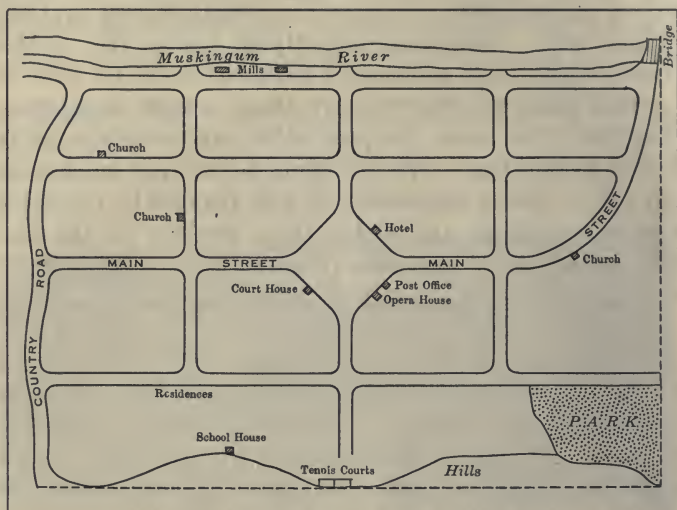 Muskingum River
Bridge
Mills
Church
Church
Hotel
STREET
COUNTRY ROAD
MAIN STREET MAIN
Church
Court House
Post Office
Opera House
Residences
PARK
School House
Tennis Courts
Hills